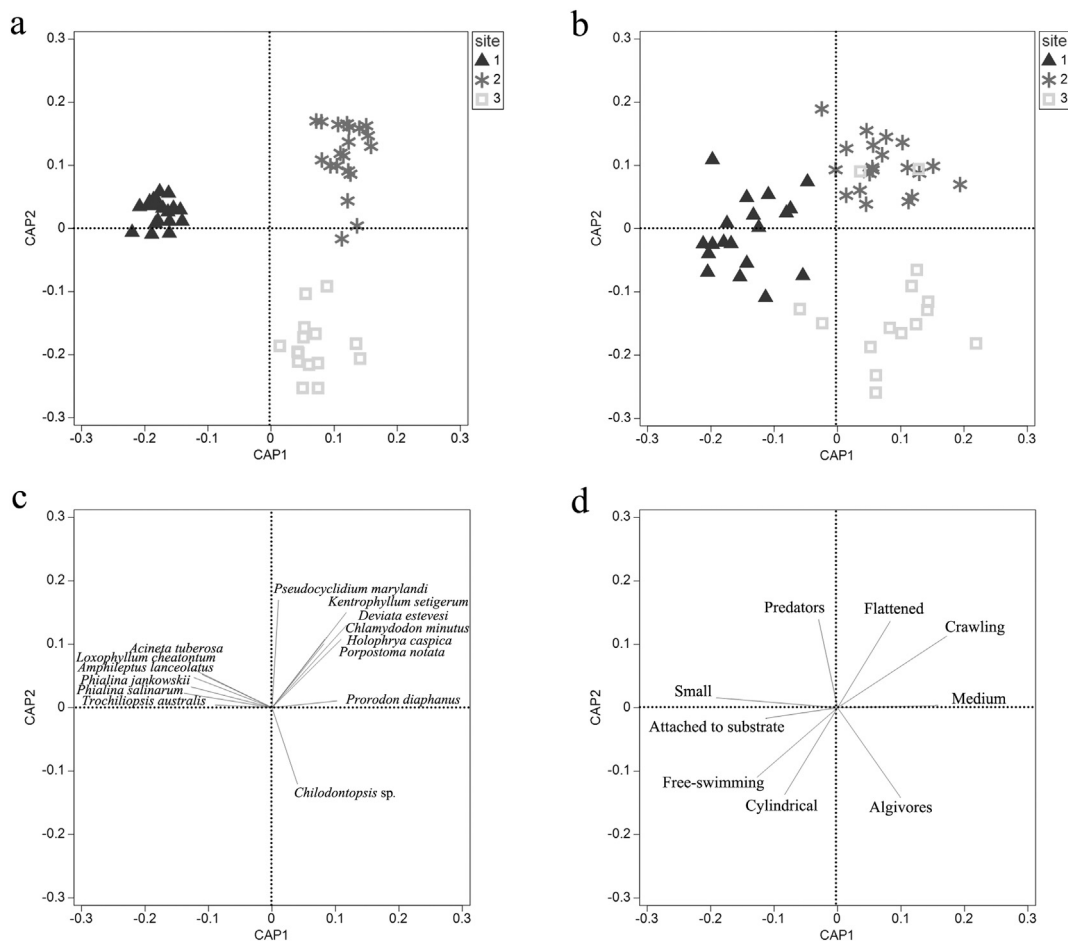 a
site
1
2
3
0.3
0.2
0.1
0
-0.1
-0.2
-0.3
CAP2
-0.3
-0.2
-0.1
0
0.1
0.2
0.3
CAP1
b
site
1
2
3
0.3
0.2
0.1
0
-0.1
-0.2
-0.3
CAP2
-0.3
-0.2
-0.1
0
0.1
0.2
0.3
CAP1
c
0.3
0.2
0.1
0
-0.1
-0.2
-0.3
CAP2
Pseudocyclidium marylandi
Kentrophyllum setigerum
Deviata estevesi
Chlamydodon minutus
Holophrya caspica
Porpostoma notata
Acineta tuberosa
Loxophyllum cheatontum
Amphileptus lanceolatus
Phialina jankowskii
Phialina salinarum
Trochiliopsis australis
Prorodon diaphanus
Chilodontopsis sp.
-0.3
-0.2
-0.1
0
0.1
0.2
0.3
CAP1
d
0.3
0.2
0.1
0
-0.1
-0.2
-0.3
CAP2
Predators
Flattened
Crawling
Small
Medium
Attached to substrate
Free-swimming
Cylindrical
Algivores
-0.3
-0.2
-0.1
0
0.1
0.2
0.3
CAP1